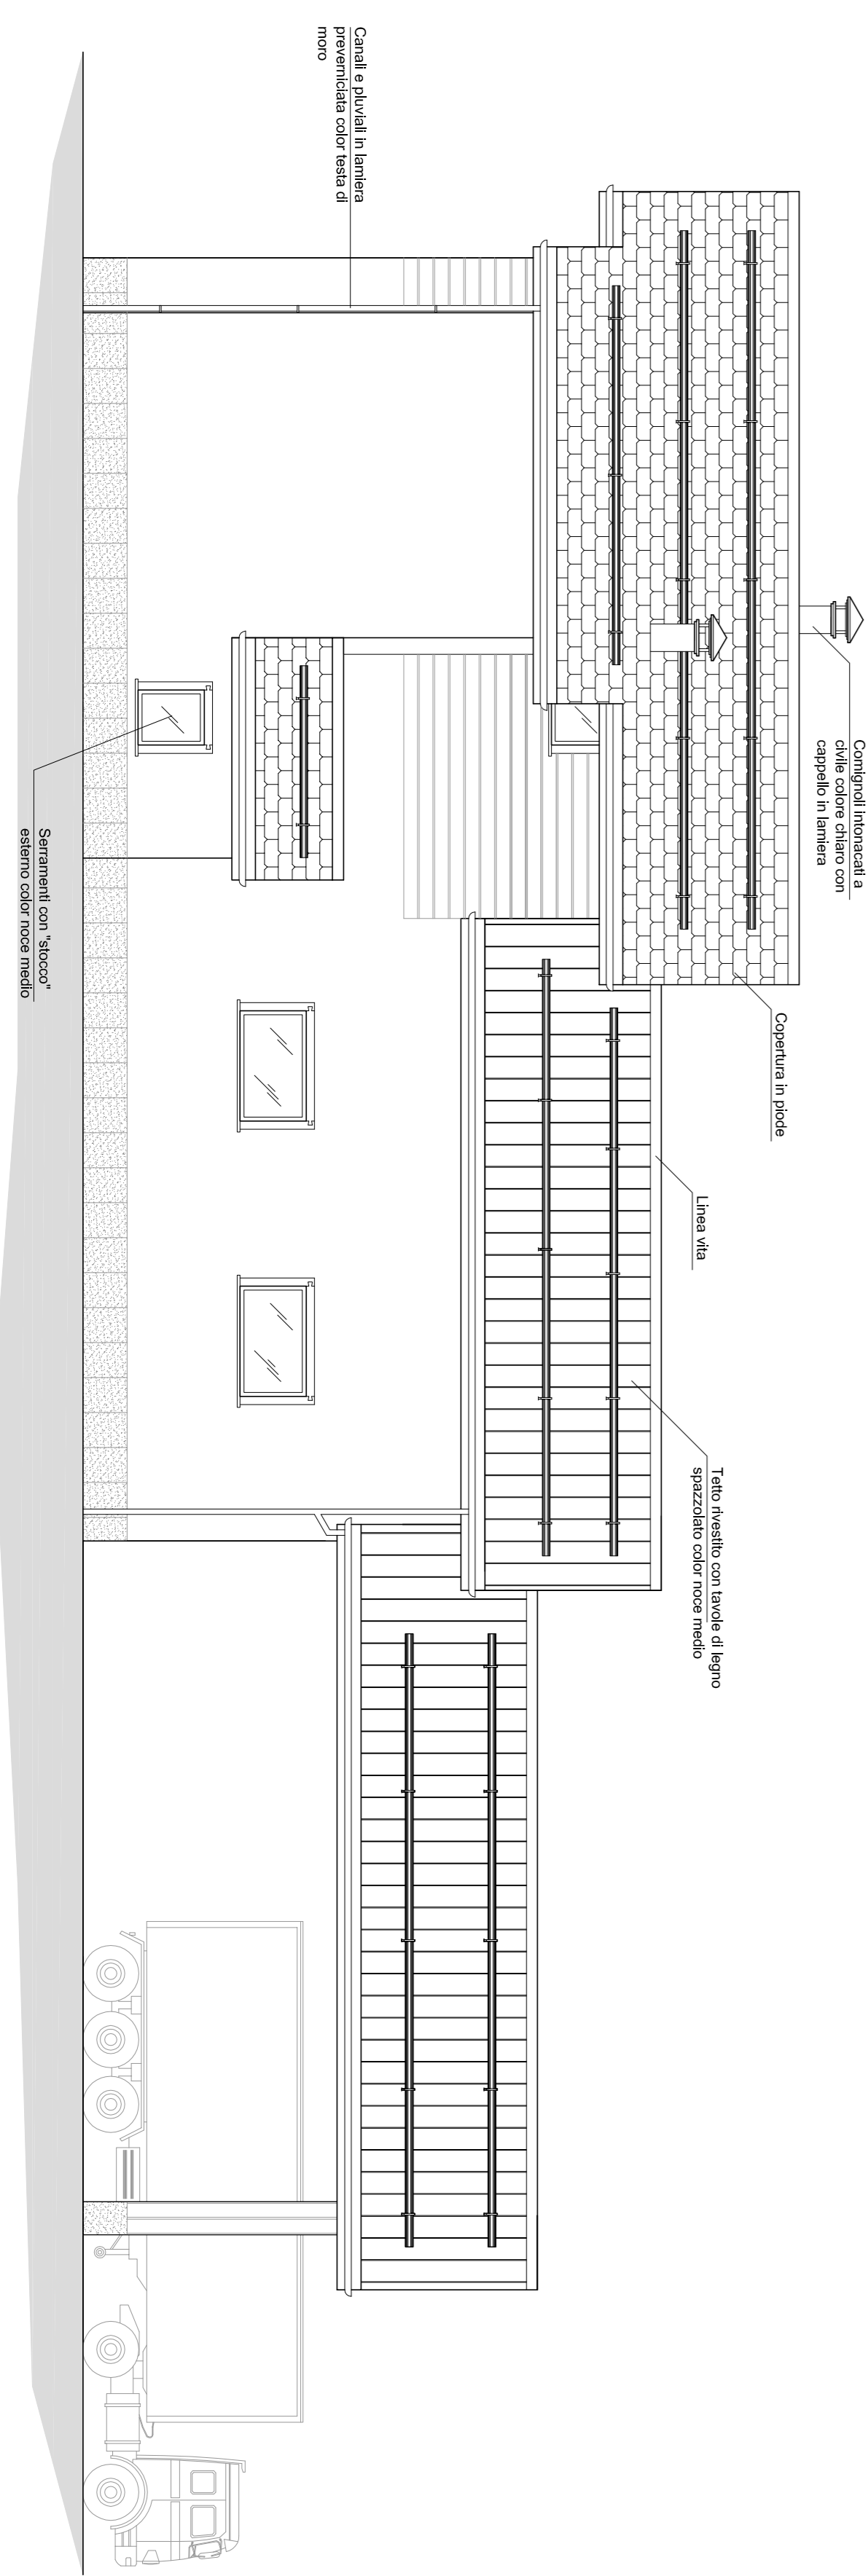 Canali e pluviali in lamiera
preverniciata color testa di
moro
Comignoli intonacati a
civile colore chiaro con
cappello in lamiera
Serramenti con "stocco"
esterno color noce medio
Copertura in piode
Linea vita
Tetto rivestito con tavole di legno
spazzolato color noce medio